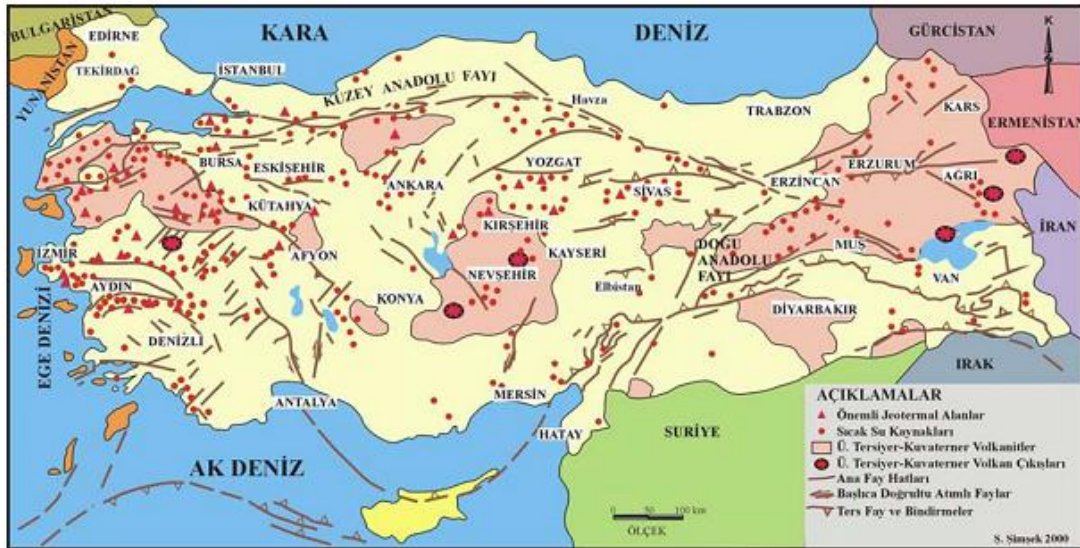 BULGARİSTAN
YUNANİSTAN
EDİRNE
TEKİRDAĞ
İSTANBUL
KARA
DENİZ
GÜRCİSTAN
K
KUZEY ANADOLU FAYI
Havza
TRABZON
KARS
ERMENİSTAN
BURSA
ESKİŞEHİR
ANKARA
YOZGAT
SİVAS
ERZİNCAN
ERZURUM
AĞRI
KÜTAHYA
KIRŞEHİR
İRAN
İZMİR
AFYON
NEVŞEHİR
KAYSERİ
DOĞU
ANADOLU
FAYI
MUŞ
VAN
AYDIN
KONYA
Elbistan
DİYARBAKIR
EGE DENİZİ
DENİZLİ
IRAK
ANTALYA
MERSİN
HATAY
SURİYE
AK DENİZ
AÇIKLAMALAR
Önemli Jeotermal Alanlar
Sıcak Su Kaynakları
Ü. Tersiyer-Kuvaterner Volkanitler
Ü. Tersiyer-Kuvaterner Volkan Çıkışları
Ana Fay Hatları
Başlıca Doğrultu Atımlı Faylar
Ters Fay ve Bindirmeler
0 50 100 km
ÖLÇEK
Ş. Şimşek 2000